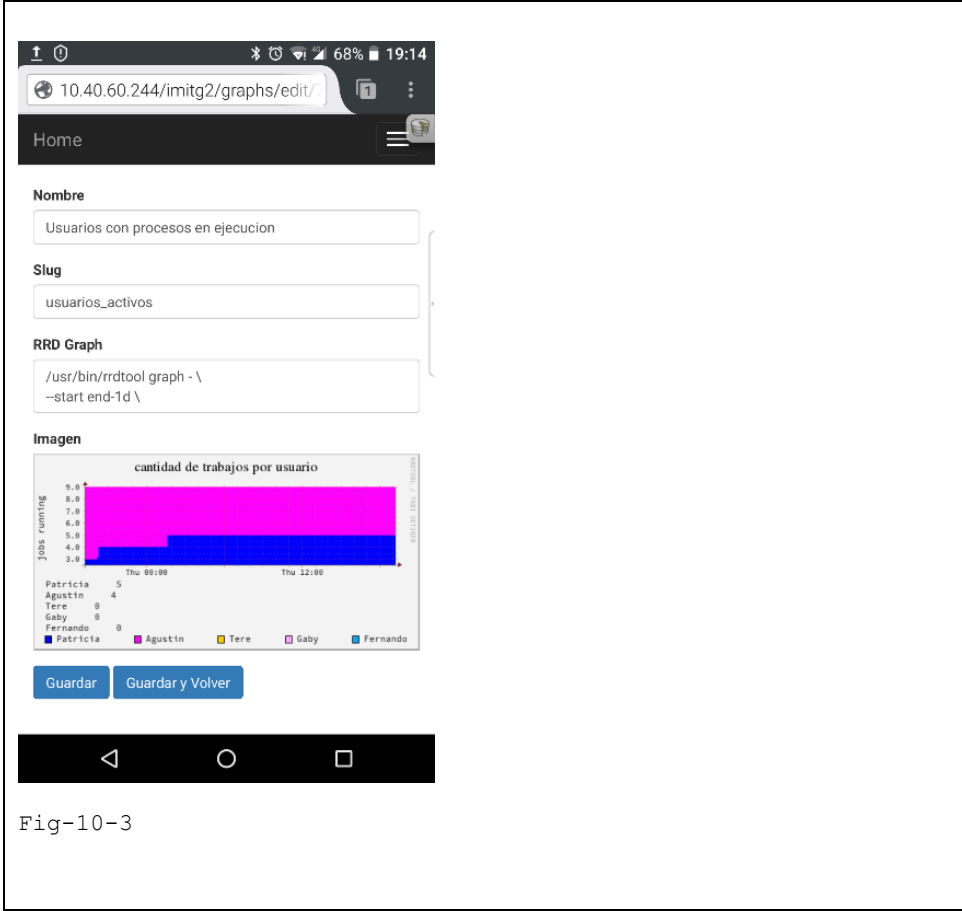 68% 19:14
10.40.60.244/imitg2/graphs/edit/
1
Home
Nombre
Usuarios con procesos en ejecucion
Slug
usuarios_activos
RRD Graph
/usr/bin/rrdtool graph - \
--start end-1d \
Imagen
cantidad de trabajos por usuario
RRDTOOL / TOBI OETIKER
jobs running
9.0
8.0
7.0
6.0
5.0
4.0
3.0
Thu 00:00 Thu 12:00
Patricia 5
Agustin 4
Tere 0
Gaby 0
Fernando 0
Patricia Agustin Tere Gaby Fernando
Guardar Guardar y Volver
Fig-10-3